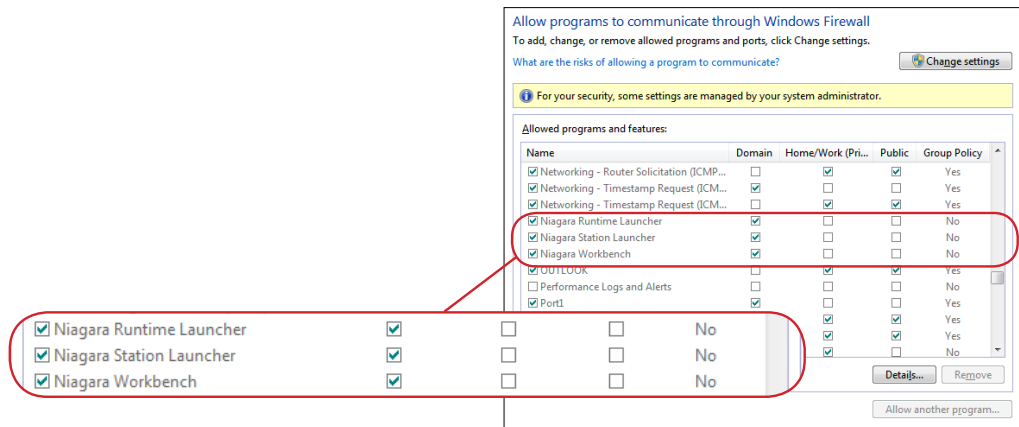 Allow programs to communicate through Windows Firewall
To add, change, or remove allowed programs and ports, click Change settings.
What are the risks of allowing a program to communicate?
Change settings
For your security, some settings are managed by your system administrator.
Allowed programs and features:
Name Domain Home/Work (Pri... Public Group Policy
Networking - Router Solicitation (ICMP... Yes
Networking - Timestamp Request (ICM... Yes
Networking - Timestamp Request (ICM... Yes
Niagara Runtime Launcher No
Niagara Station Launcher No
Niagara Workbench No
OUTLOOK Yes
Performance Logs and Alerts No
Port1 Yes
Yes
Yes
No
Niagara Runtime Launcher No
Niagara Station Launcher No
Niagara Workbench No
Details... Remove
Allow another program...